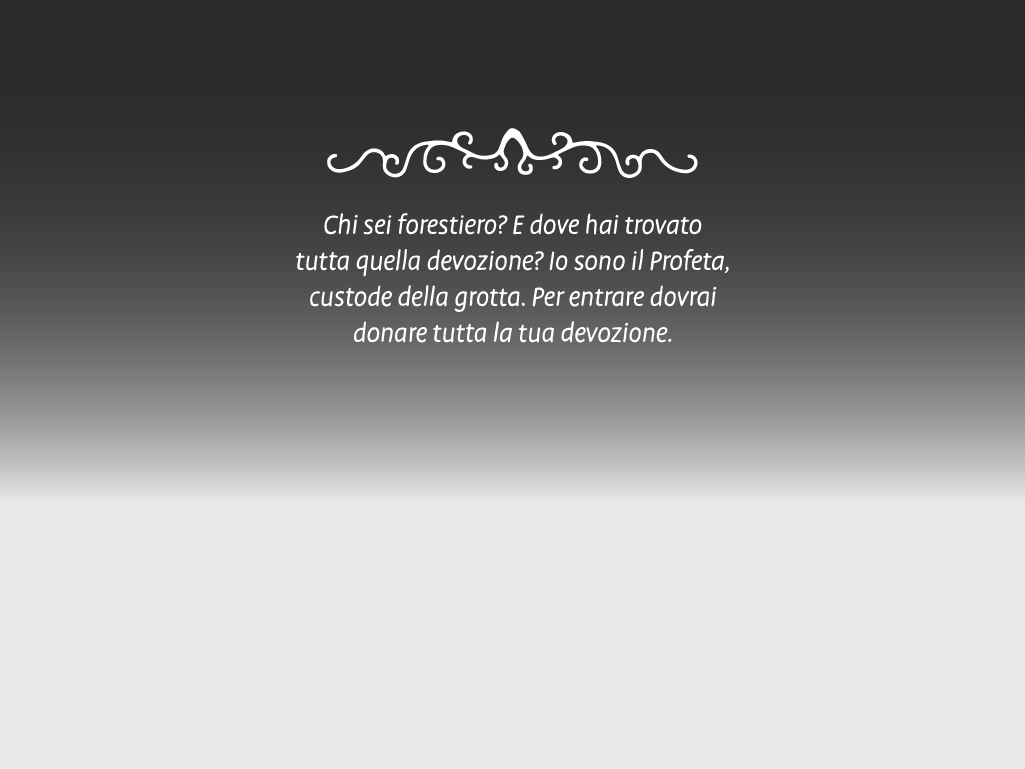 Chi sei forestiero? E dove hai trovato
tutta quella devozione? Io sono il Profeta,
custode della grotta. Per entrare dovrai
donare tutta la tua devozione.